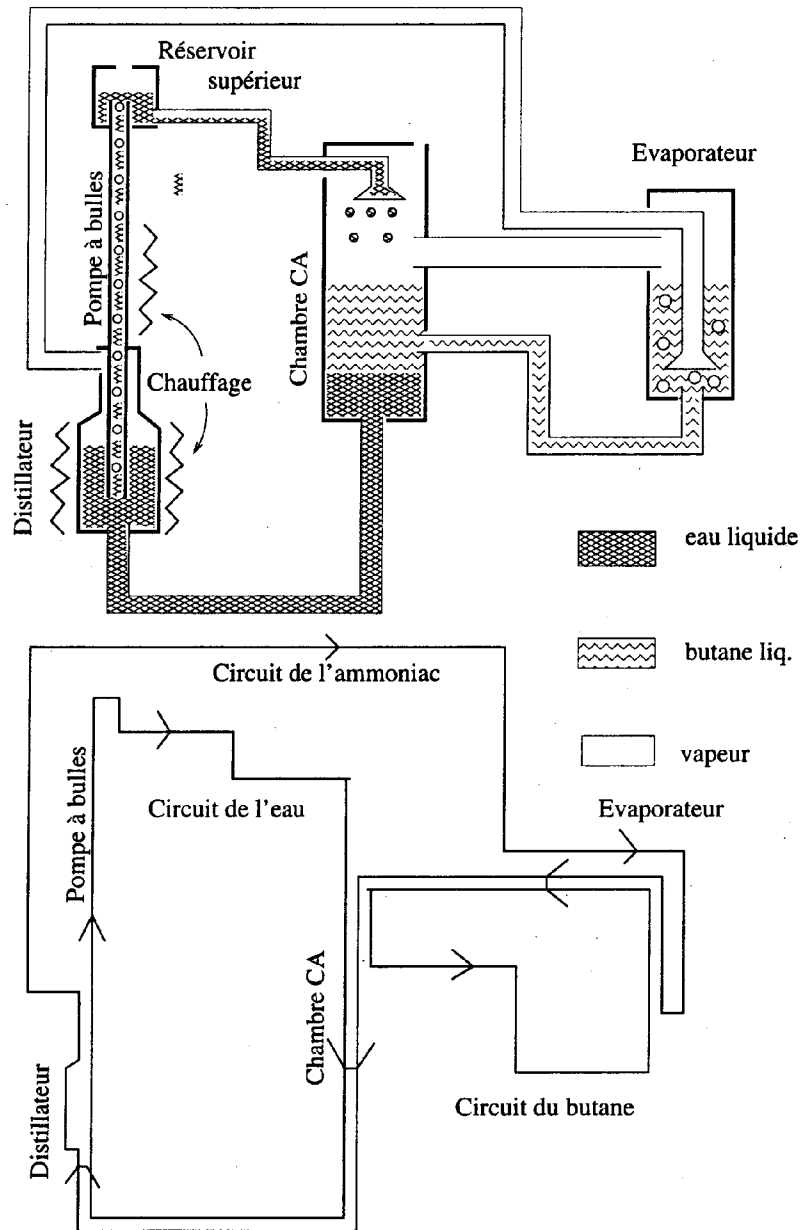 Réservoir
supérieur
Pompe à bulles
Evaporateur
Chambre CA
Chauffage
Distillateur
eau liquide
butane liq.
vapeur
Circuit de l'ammoniac
Pompe à bulles
Circuit de l'eau
Evaporateur
Chambre CA
Distillateur
Circuit du butane